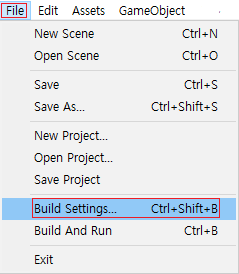 File Edit Assets GameObject
New Scene Ctrl+N
Open Scene Ctrl+O
Save Ctrl+S
Save As... Ctrl+Shift+S
New Project...
Open Project...
Save Project
Build Settings... Ctrl+Shift+B
Build And Run Ctrl+B
Exit